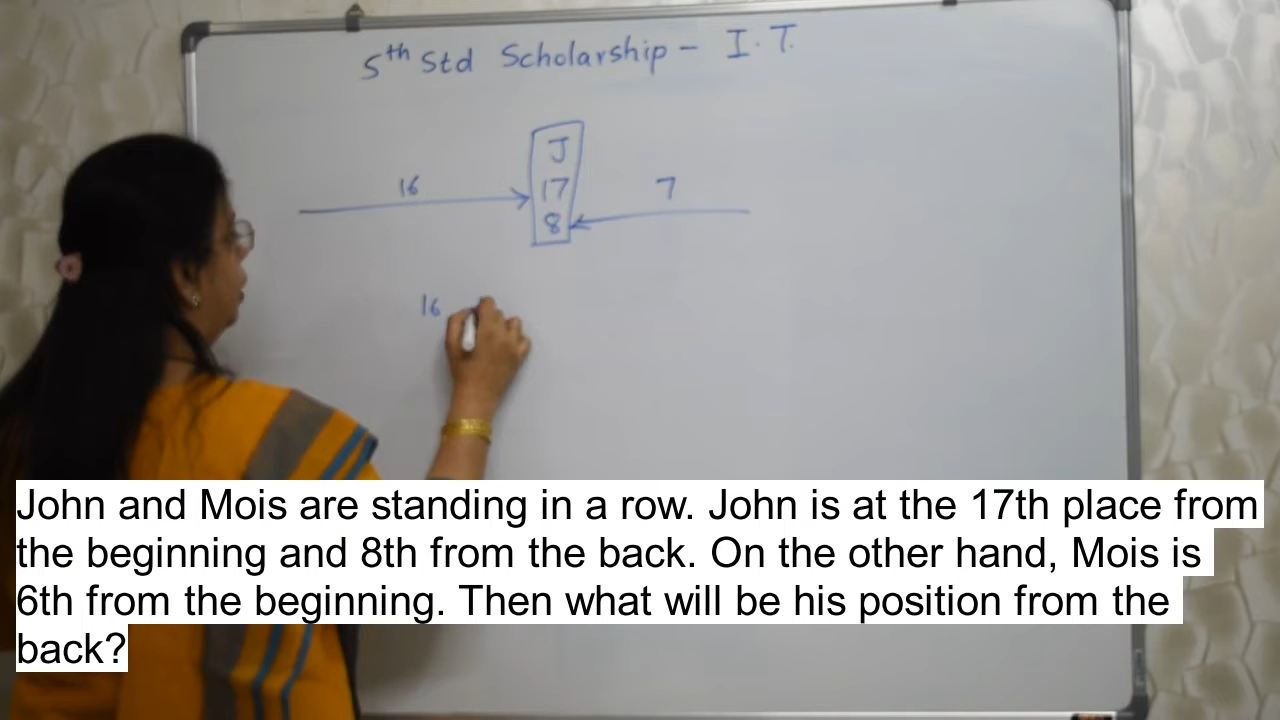 5th Std Scholarship - I.T.
J
16 17 7
8
16
John and Mois are standing in a row. John is at the 17th place from
the beginning and 8th from the back. On the other hand, Mois is
6th from the beginning. Then what will be his position from the
back?